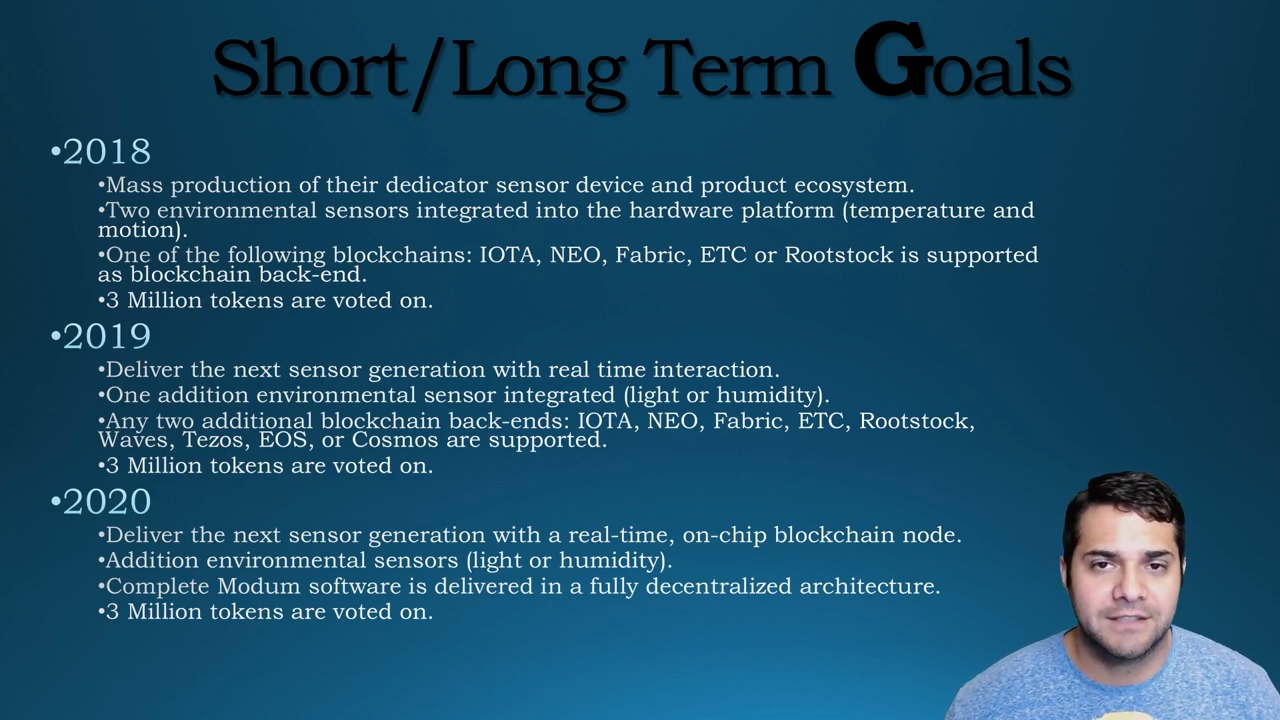 Short/Long Term Goals
•2018
•Mass production of their dedicator sensor device and product ecosystem.
•Two environmental sensors integrated into the hardware platform (temperature and
motion).
•One of the following blockchains: IOTA, NEO, Fabric, ETC or Rootstock is supported
as blockchain back-end.
•3 Million tokens are voted on.
•2019
•Deliver the next sensor generation with real time interaction.
•One addition environmental sensor integrated (light or humidity).
•Any two additional blockchain back-ends: IOTA, NEO, Fabric, ETC, Rootstock,
Waves, Tezos, EOS, or Cosmos are supported.
•3 Million tokens are voted on.
•2020
•Deliver the next sensor generation with a real-time, on-chip blockchain node.
•Addition environmental sensors (light or humidity).
•Complete Modum software is delivered in a fully decentralized architecture.
•3 Million tokens are voted on.